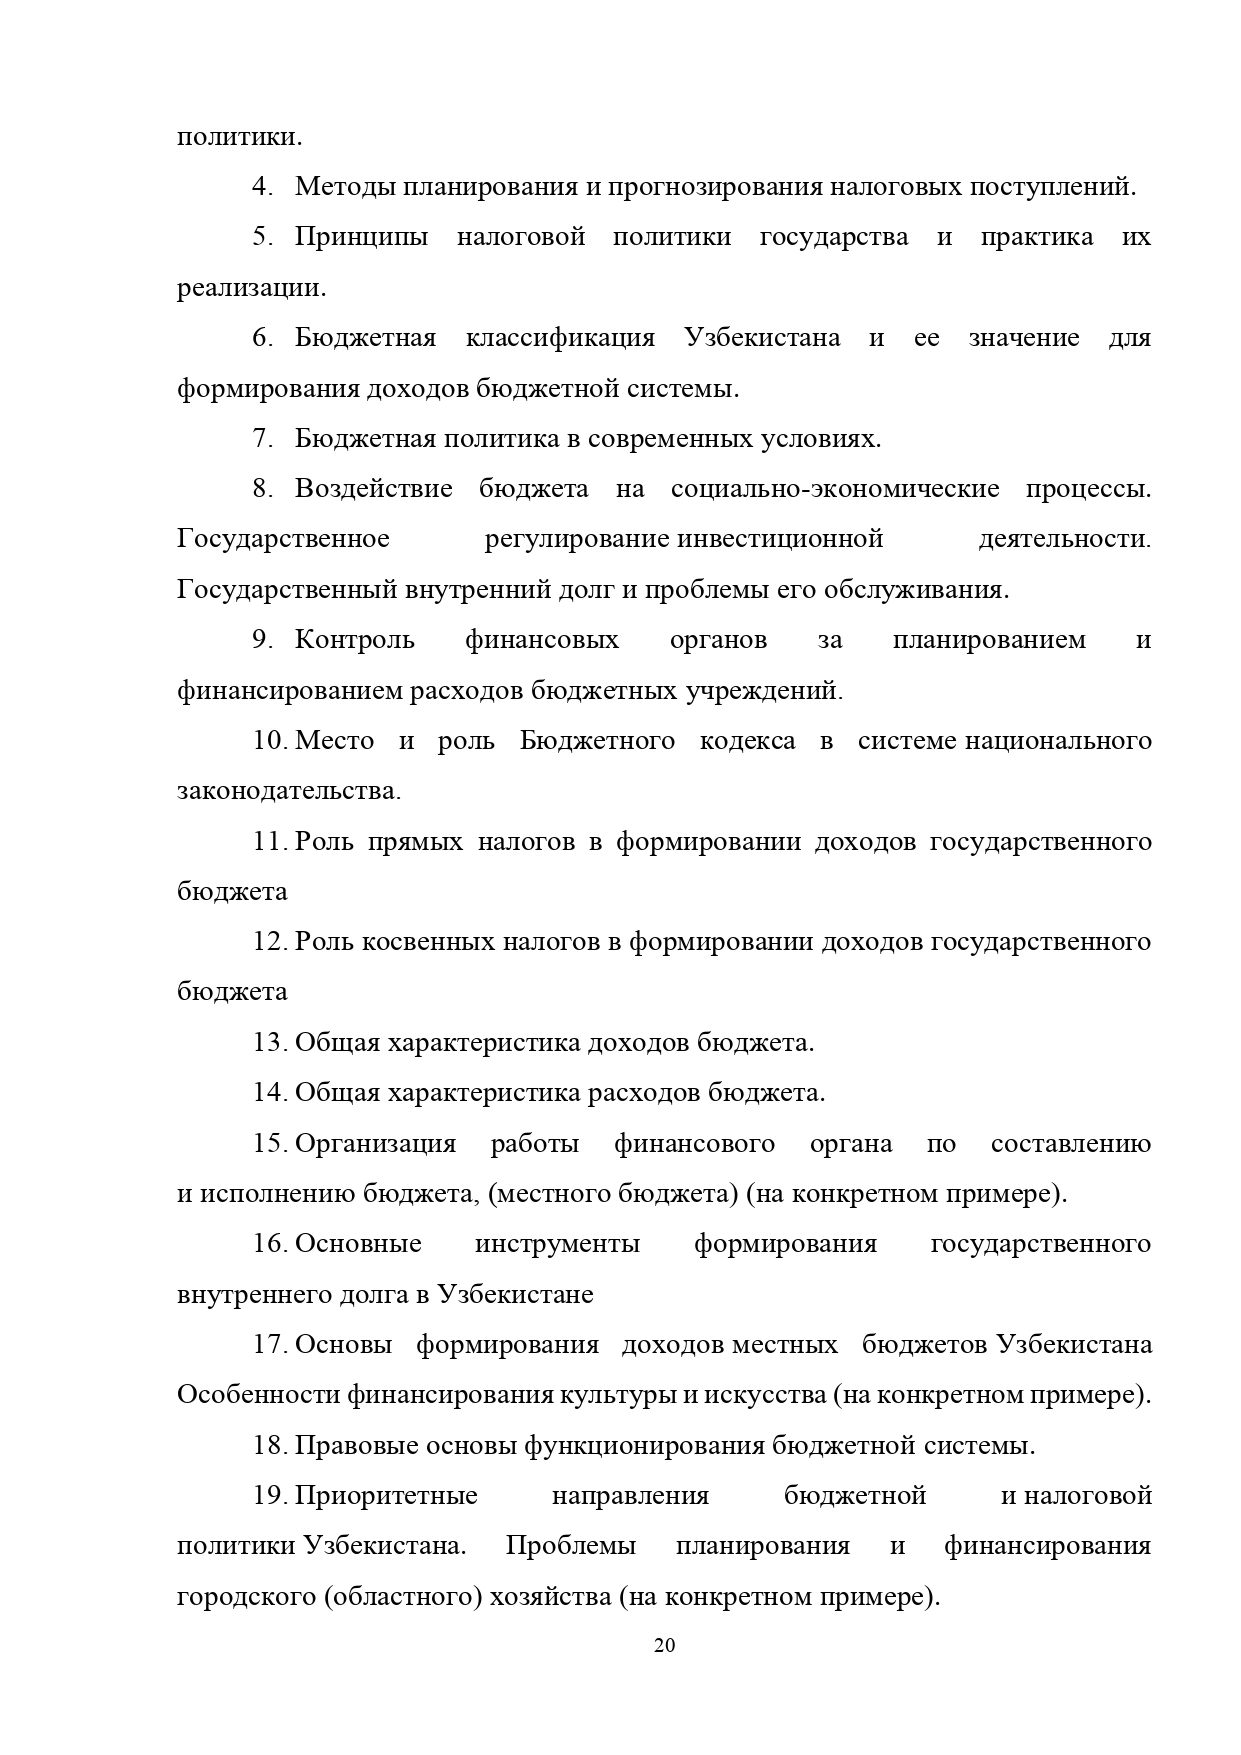 политики.
4. Методы планирования и прогнозирования налоговых поступлений.
5. Принципы налоговой политики государства и практика их
реализации.
6. Бюджетная классификация Узбекистана и ее значение для
формирования доходов бюджетной системы.
7. Бюджетная политика в современных условиях.
8. Воздействие бюджета на социально-экономические процессы.
Государственное регулирование инвестиционной деятельности.
Государственный внутренний долг и проблемы его обслуживания.
9. Контроль финансовых органов за планированием и
финансированием расходов бюджетных учреждений.
10. Место и роль Бюджетного кодекса в системе национального
законодательства.
11. Роль прямых налогов в формировании доходов государственного
бюджета
12. Роль косвенных налогов в формировании доходов государственного
бюджета
13. Общая характеристика доходов бюджета.
14. Общая характеристика расходов бюджета.
15. Организация работы финансового органа по составлению
и исполнению бюджета, (местного бюджета) (на конкретном примере).
16. Основные инструменты формирования государственного
внутреннего долга в Узбекистане
17. Основы формирования доходов местных бюджетов Узбекистана
Особенности финансирования культуры и искусства (на конкретном примере).
18. Правовые основы функционирования бюджетной системы.
19. Приоритетные направления бюджетной и налоговой
политики Узбекистана. Проблемы планирования и финансирования
городского (областного) хозяйства (на конкретном примере).
20